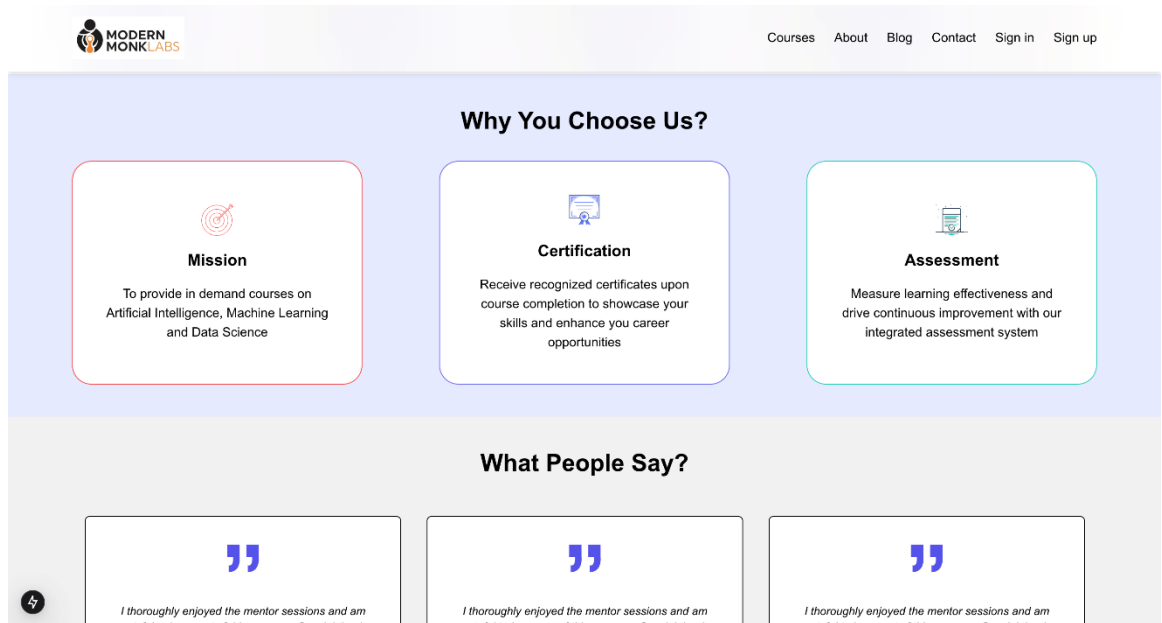 MODERN
MONKLABS
Courses About Blog Contact Sign in Sign up
Why You Choose Us?
Mission
To provide in demand courses on
Artificial Intelligence, Machine Learning
and Data Science
Certification
Receive recognized certificates upon
course completion to showcase your
skills and enhance you career
opportunities
Assessment
Measure learning effectiveness and
drive continuous improvement with our
integrated assessment system
What People Say?
I thoroughly enjoyed the mentor sessions and am
I thoroughly enjoyed the mentor sessions and am
I thoroughly enjoyed the mentor sessions and am